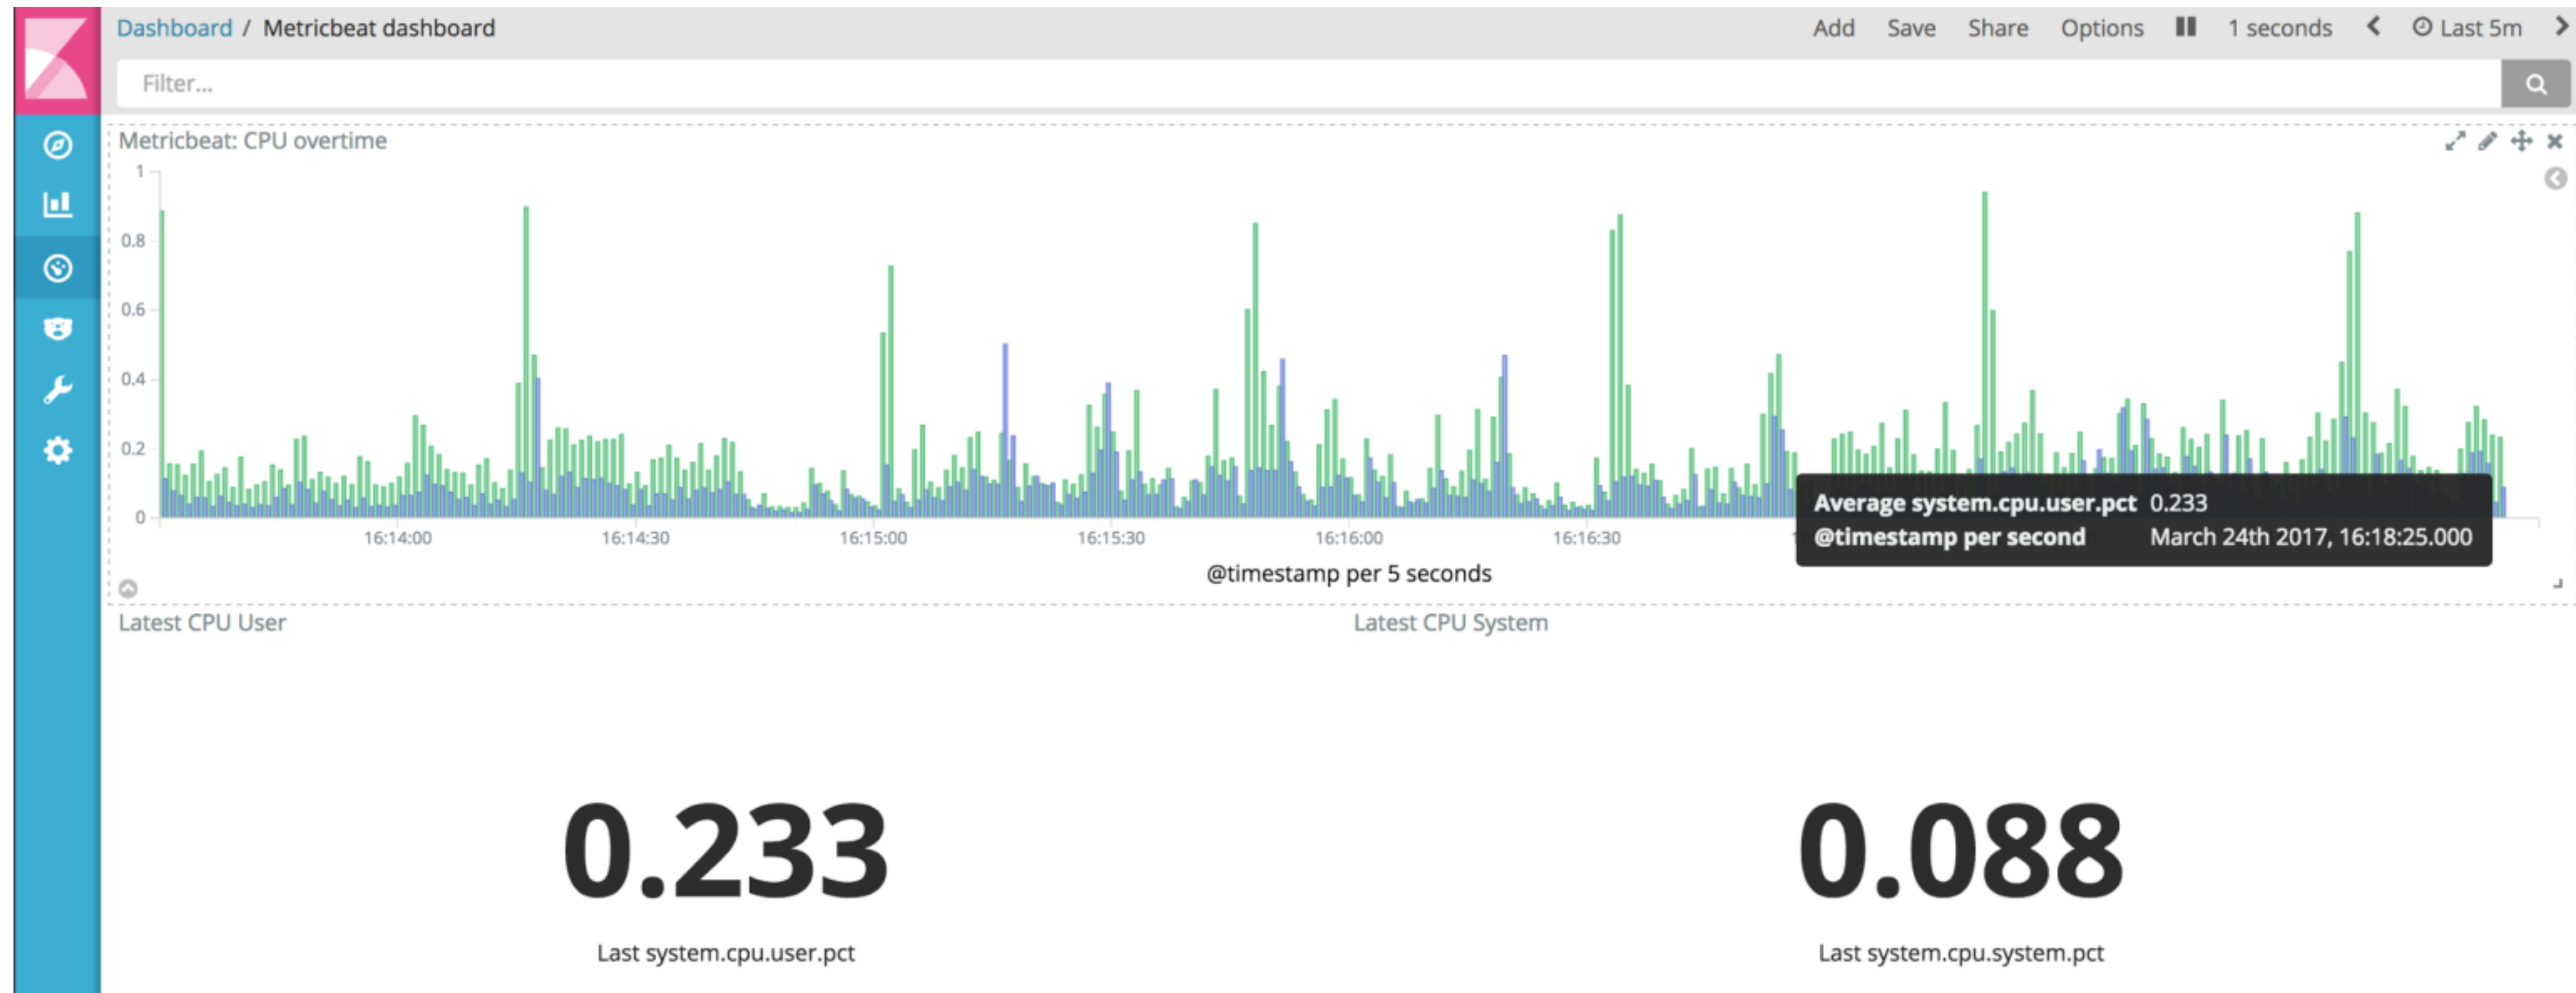 Dashboard / Metricbeat dashboard Add Save Share Options 1 seconds Last 5m
Filter...
Metricbeat: CPU overtime
1
0.8
0.6
0.4
0.2
0
16:14:00 16:14:30 16:15:00 16:15:30 16:16:00 16:16:30
Average system.cpu.user.pct 0.233
@timestamp per second March 24th 2017, 16:18:25.000
@timestamp per 5 seconds
Latest CPU User Latest CPU System
0.233 0.088
Last system.cpu.user.pct Last system.cpu.system.pct